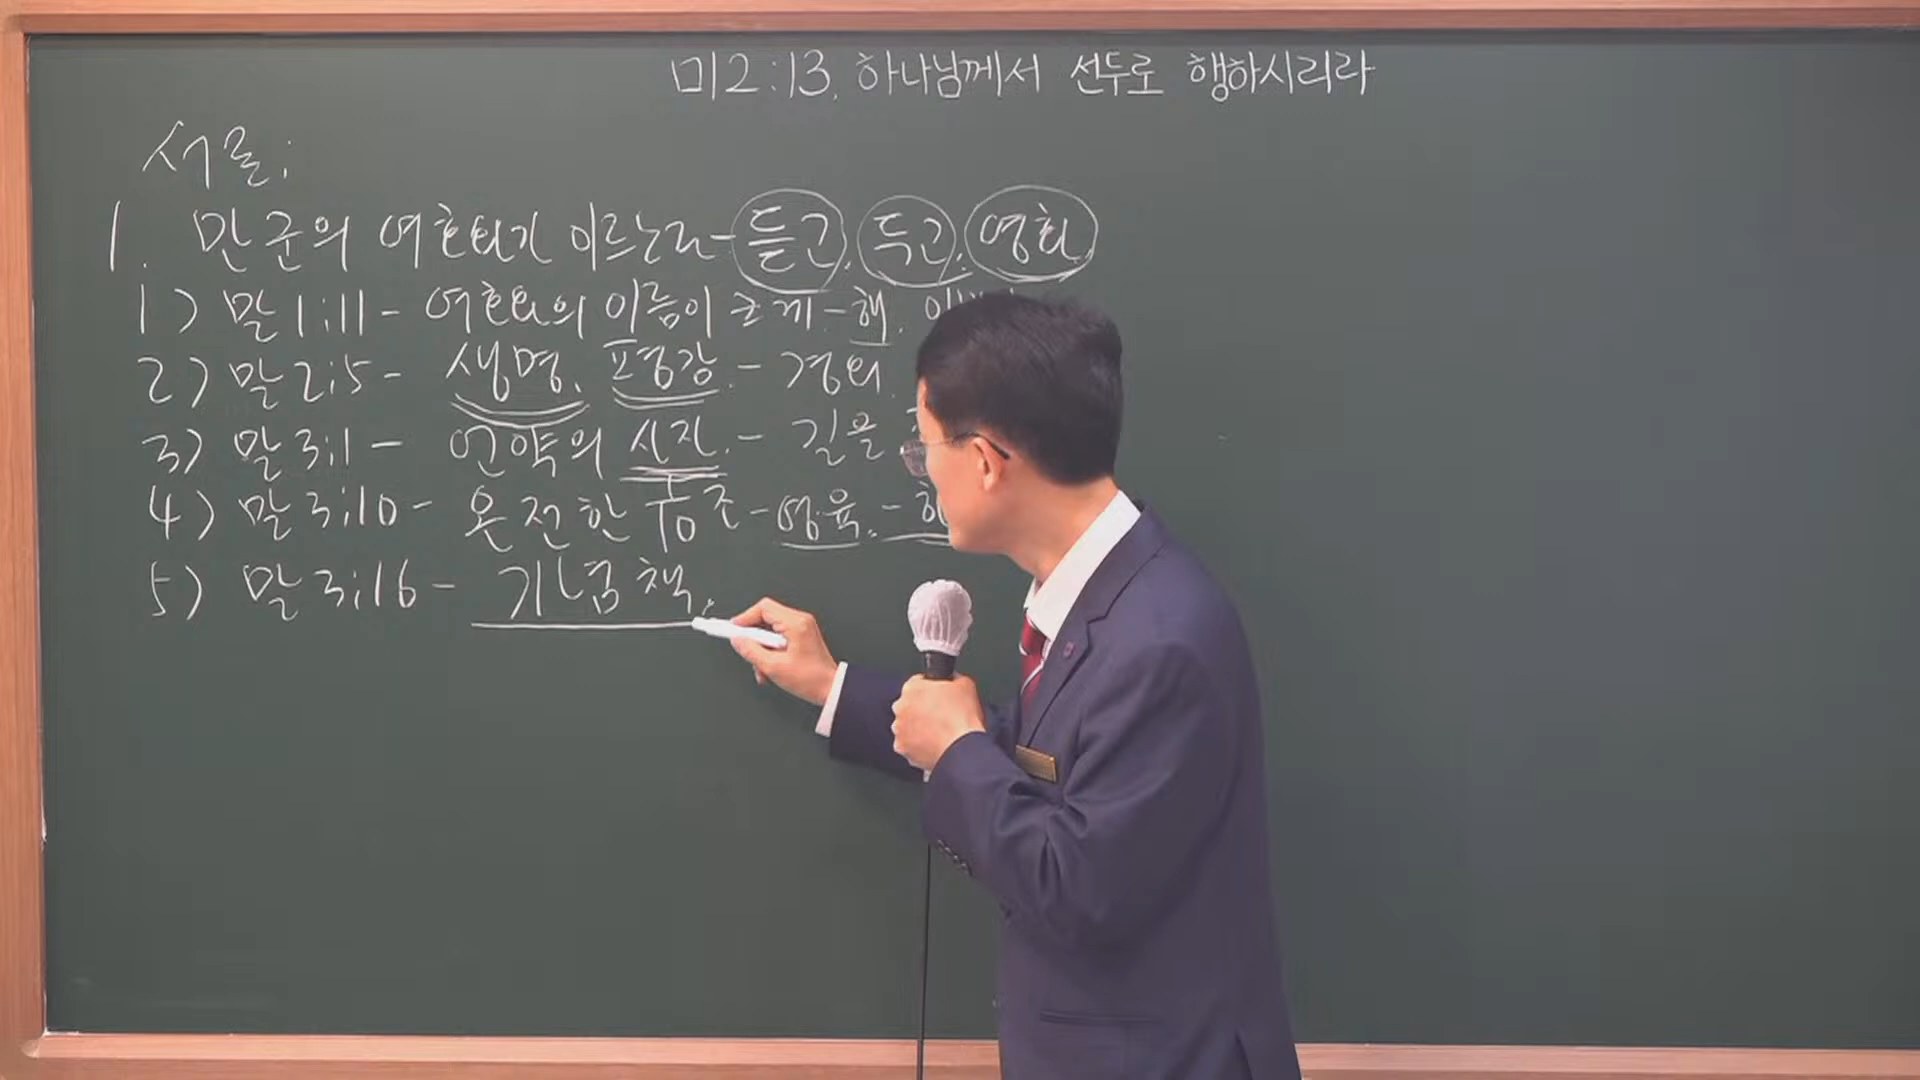 미2:13. 하나님께서 선두로 행하시리라
서론:
1. 만군의 여호와가 이르노라-듣고. 두고. 영화.
1) 말1:11- 여호와의 이름이 크게-해.
2) 말2:5- 생명. 평강.- 경외.
3) 말3:1- 언약의 사자.- 길을
4) 말3:10- 온전한 십일조-영육.-
5) 말3:16- 기념책.